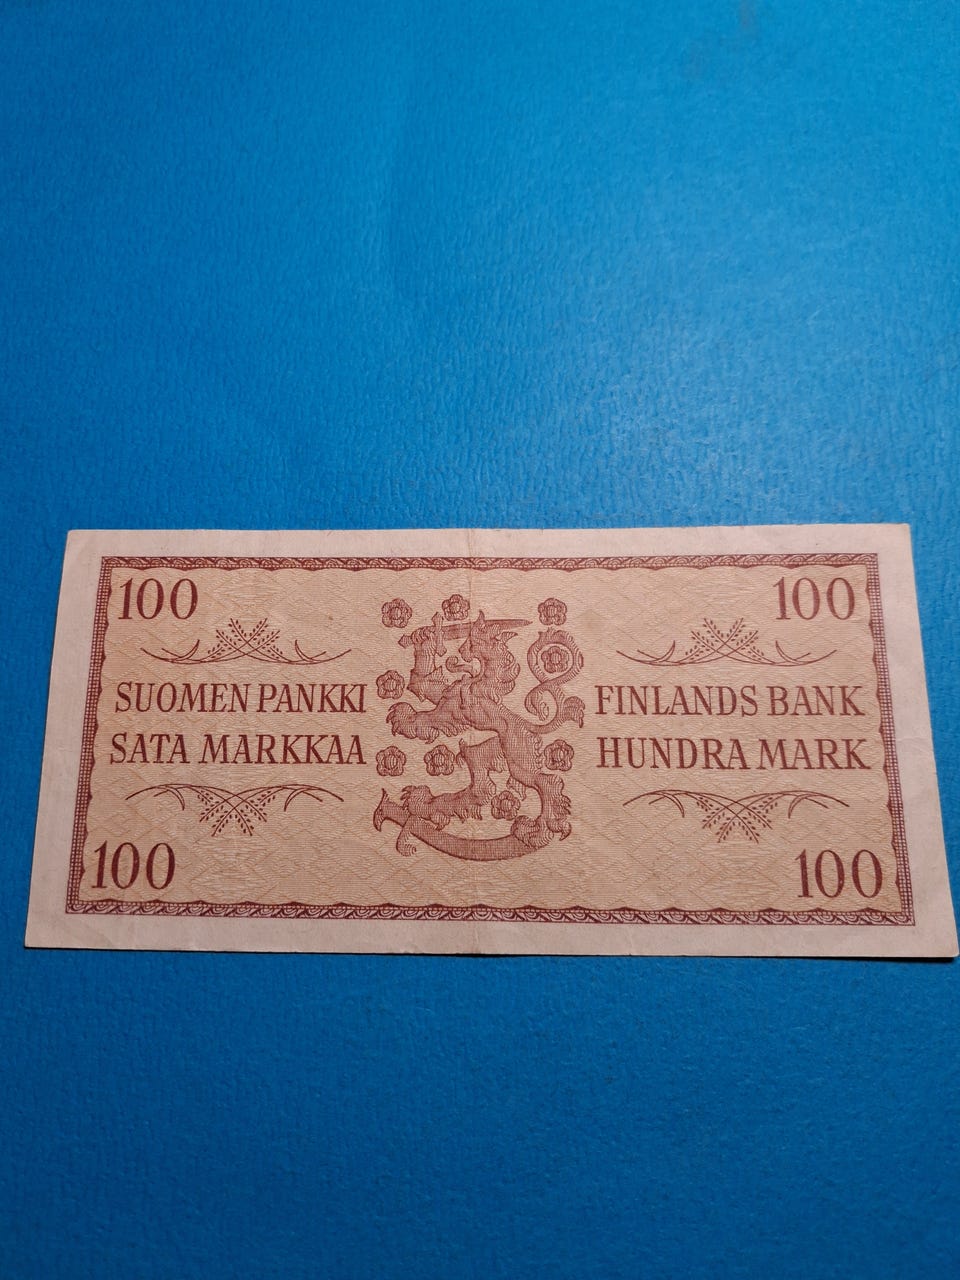 100 100
SUOMEN PANKKI FINLANDS BANK
SATA MARKKAA HUNDRA MARK
100 100